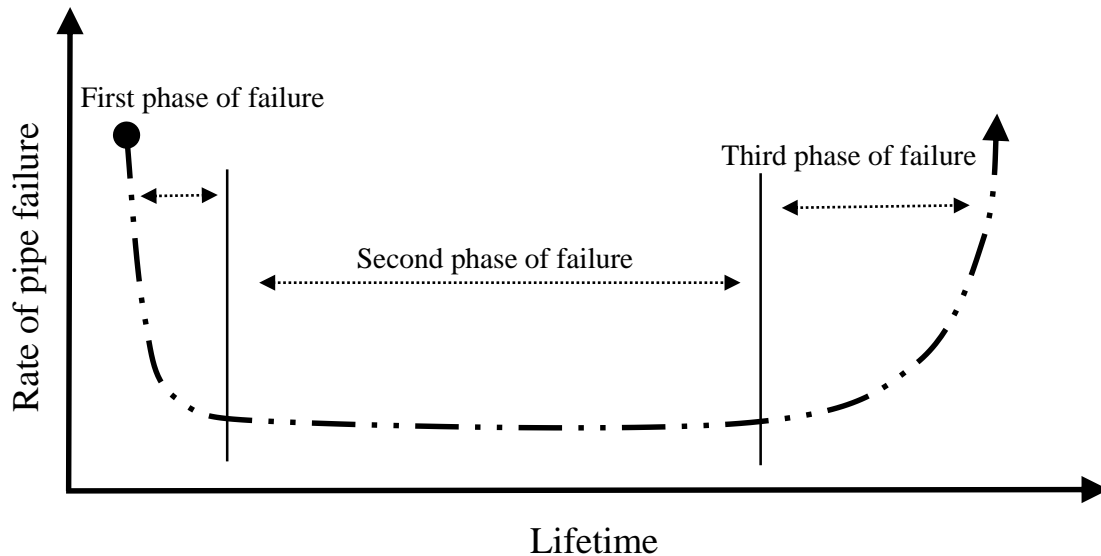 First phase of failure
Third phase of failure
Second phase of failure
Rate of pipe failure
Lifetime